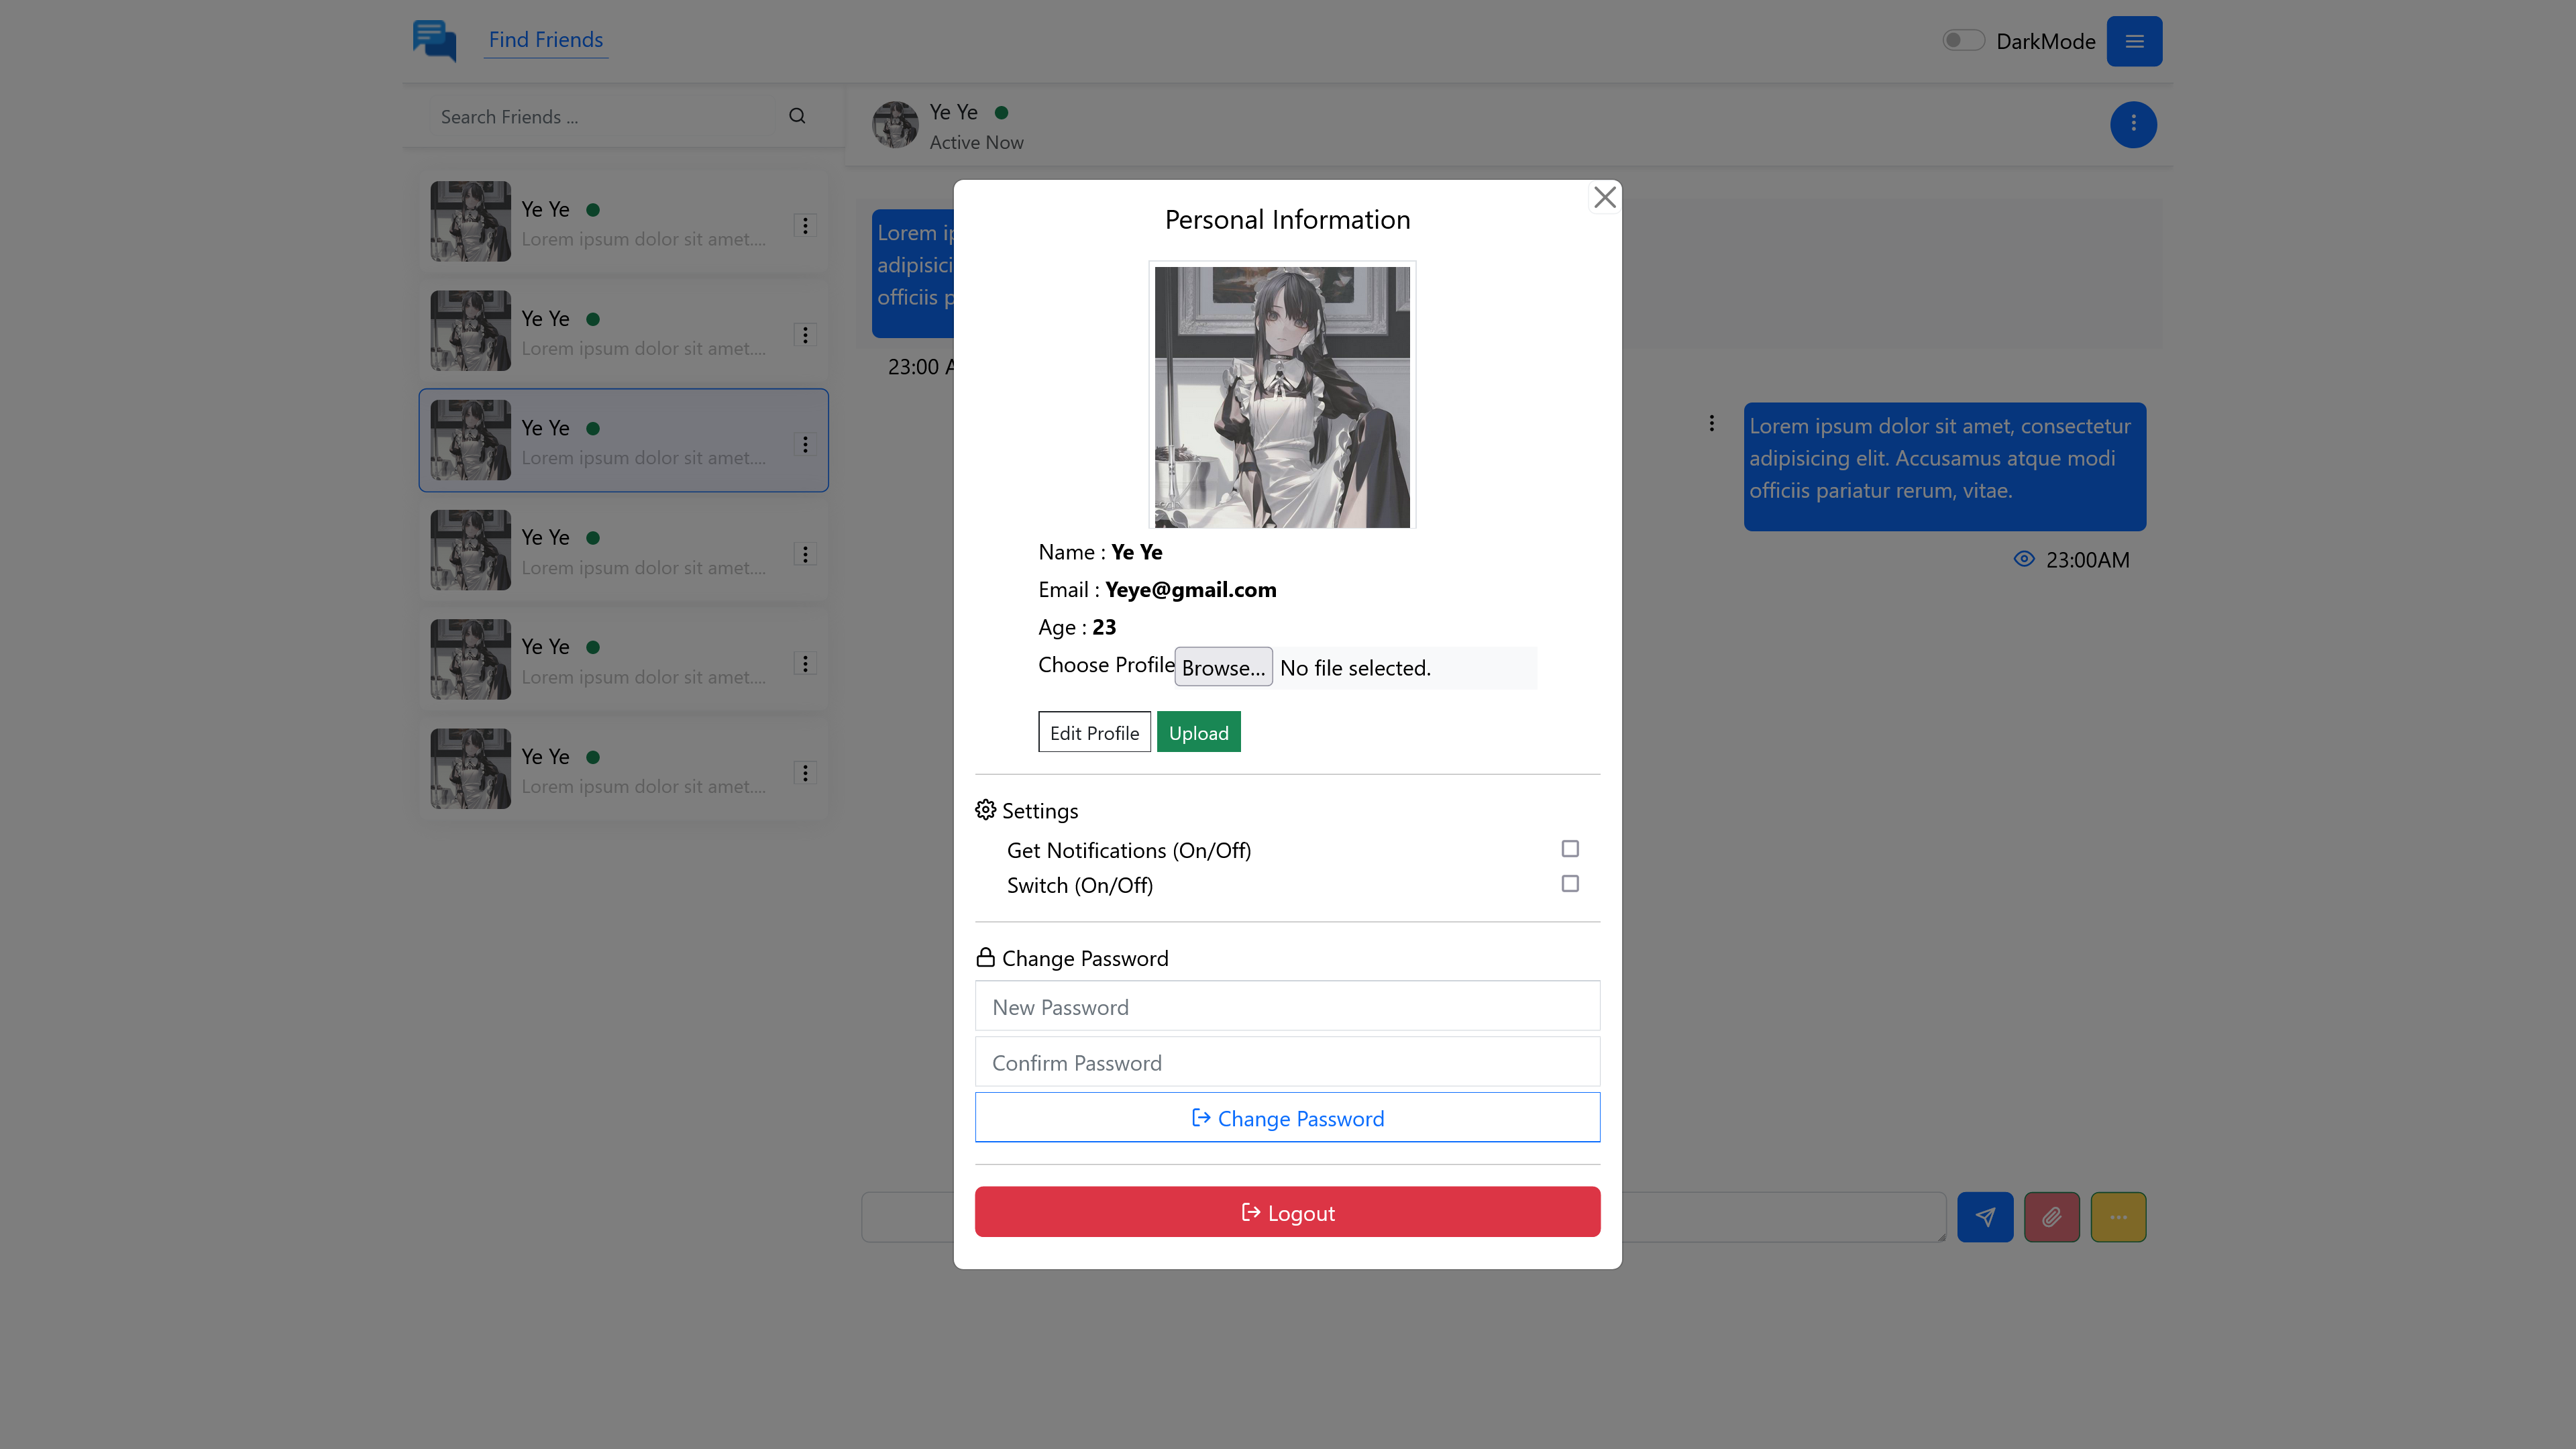 Find Friends
DarkMode
Search Friends ...
Ye Ye
Active Now
Ye Ye
Lorem ipsum dolor sit amet....
Ye Ye
Lorem ipsum dolor sit amet....
Ye Ye
Lorem ipsum dolor sit amet....
Ye Ye
Lorem ipsum dolor sit amet....
Ye Ye
Lorem ipsum dolor sit amet....
Ye Ye
Lorem ipsum dolor sit amet....
Lorem
adipisici
officiis
23:00
Lorem ipsum dolor sit amet, consectetur
adipisicing elit. Accusamus atque modi
officiis pariatur rerum, vitae.
23:00AM
Personal Information
Name : Ye Ye
Email : Yeye@gmail.com
Age : 23
Choose Profile Browse... No file selected.
Edit Profile Upload
Settings
Get Notifications (On/Off)
Switch (On/Off)
Change Password
New Password
Confirm Password
Change Password
Logout